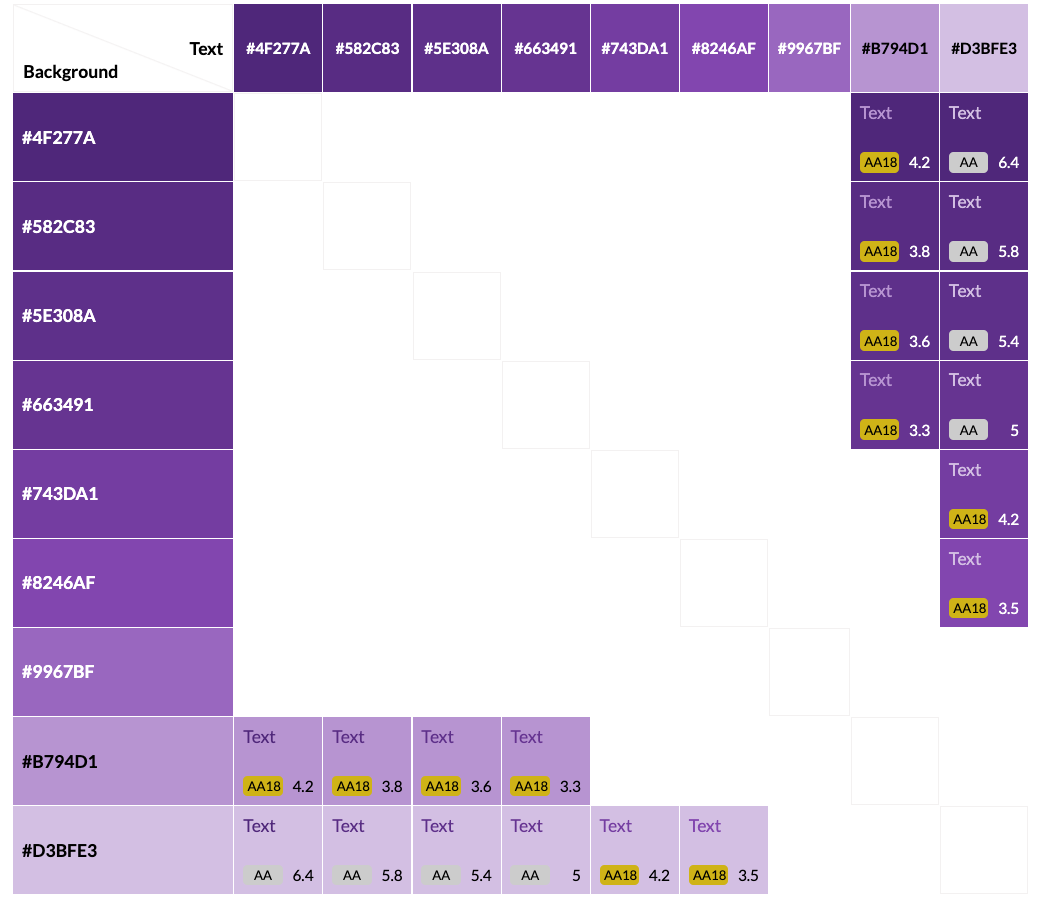 Text
Background
#4F277A #582C83 #5E308A #663491 #743DA1 #8246AF #9967BF #B794D1 #D3BFE3
#4F277A
Text Text
AA18 4.2 AA 6.4
#582C83
Text Text
AA18 3.8 AA 5.8
#5E308A
Text Text
AA18 3.6 AA 5.4
#663491
Text Text
AA18 3.3 AA 5
#743DA1
Text
AA18 4.2
#8246AF
Text
AA18 3.5
#9967BF
#B794D1
Text Text Text Text
AA18 4.2 AA18 3.8 AA18 3.6 AA18 3.3
#D3BFE3
Text Text Text Text Text Text
AA 6.4 AA 5.8 AA 5.4 AA 5 AA18 4.2 AA18 3.5